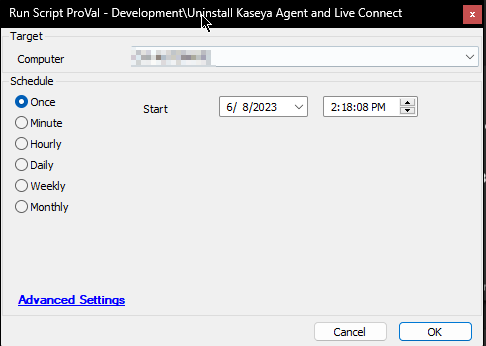 Run Script ProVal - Development\Uninstall Kaseya Agent and Live Connect
Target
Computer
Schedule
Once
Start
6/ 8/2023
2:18:08 PM
Minute
Hourly
Daily
Weekly
Monthly
Advanced Settings
Cancel
OK